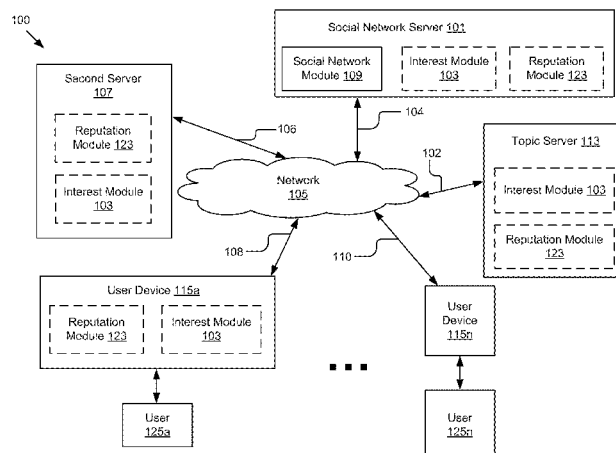 100
Social Network Server 101
Social Network
Module 109
Interest Module
103
Reputation
Module 123
Second Server
107
Reputation
Module 123
Interest Module
103
106
104
Network
105
102
Topic Server 113
Interest Module 103
Reputation Module
123
108
110
User Device 115a
Reputation
Module 123
Interest Module
103
User
Device
115n
User
125a
User
125n